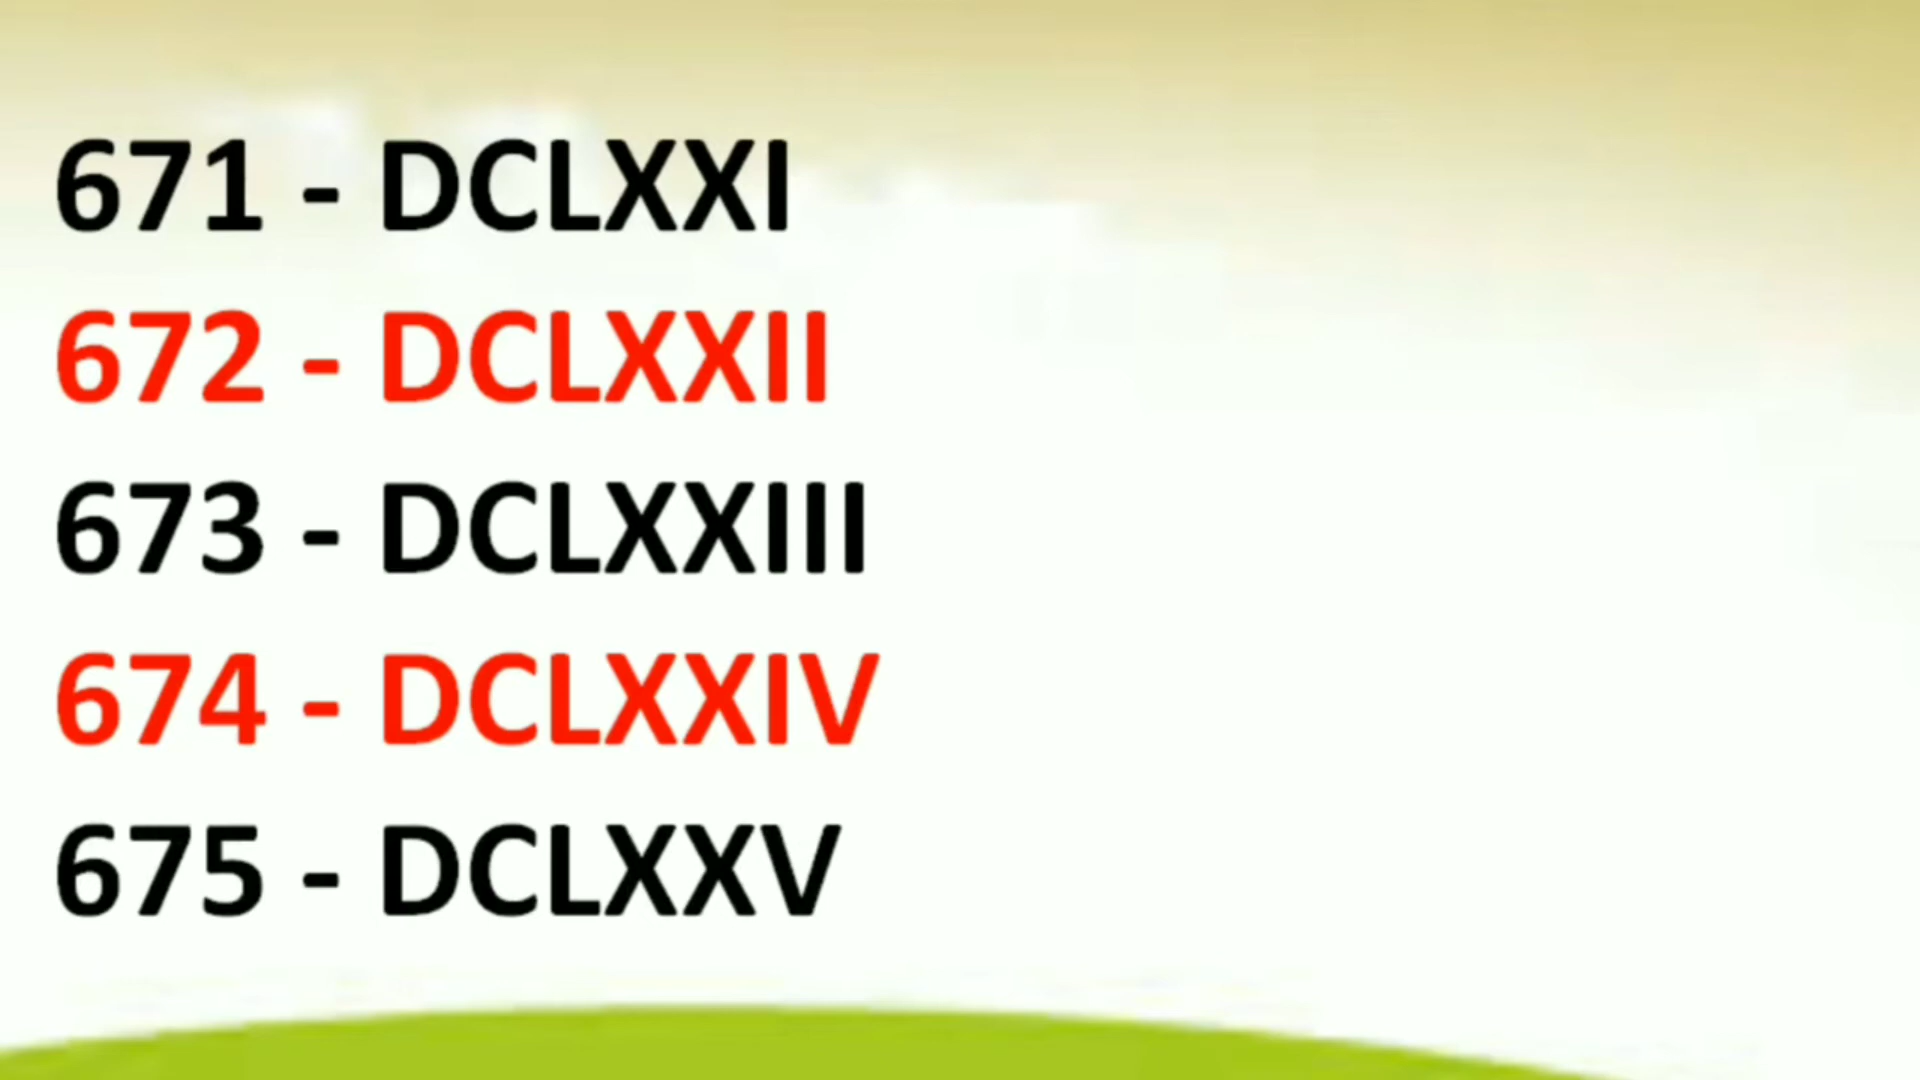 671 - DCLXXI
672 - DCLXXII
673 - DCLXXIII
674 - DCLXXIV
675 - DCLXXV